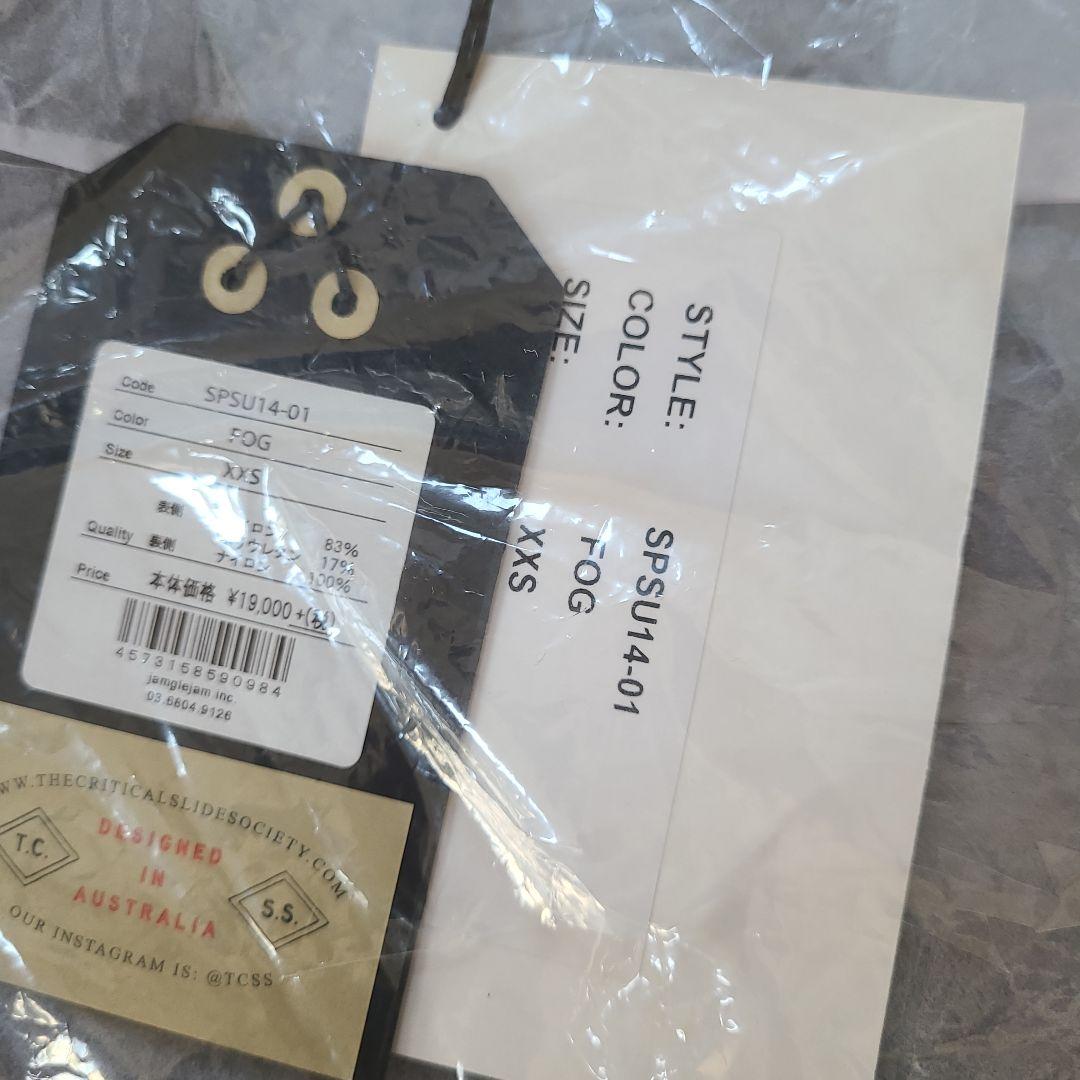 Code SPSU14-01
Color FOG
Size XXS
表側 83%
17%
Quality 裏側 ナイロン 100%
Price 本体価格 ¥19,000+(税)
4573158590984
jamglejam inc.
03.6804.9126
WW.THECRITICALSLIDESOCIETY.COM
T.C.
DESIGNED
IN
AUSTRALIA
S.S.
OUR INSTAGRAM IS: @TCSS
STYLE: SPSU14-01
COLOR: FOG
SIZE: XXS